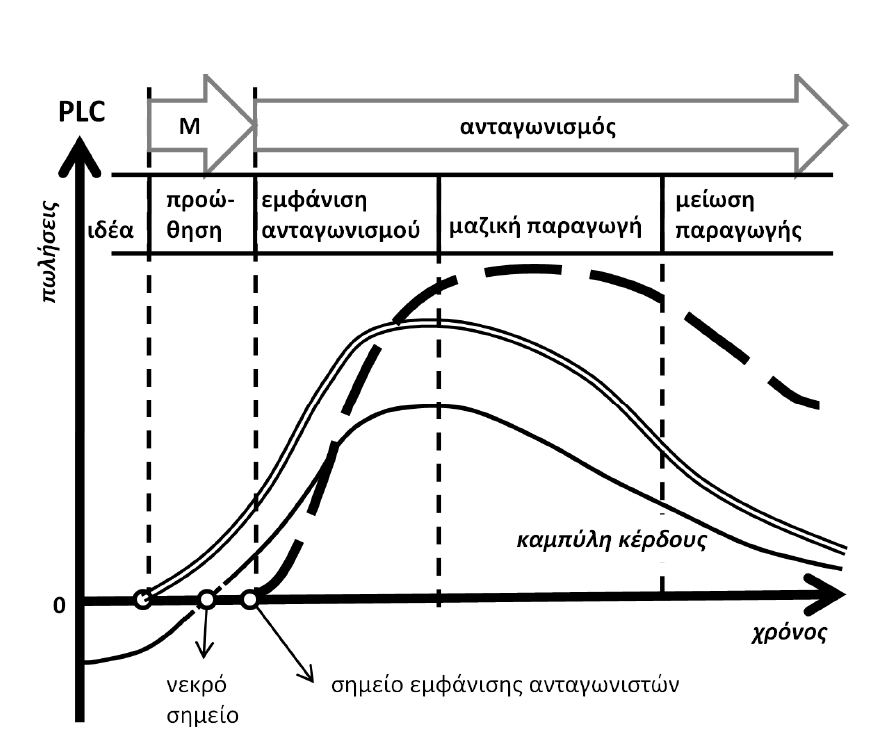 PLC
M
ανταγωνισμός
πωλήσεις
ιδέα
προώ-
θηση
εμφάνιση
ανταγωνισμού
μαζική παραγωγή
μείωση
παραγωγής
καμπύλη κέρδους
0
χρόνος
νεκρό
σημείο
σημείο εμφάνισης ανταγωνιστών